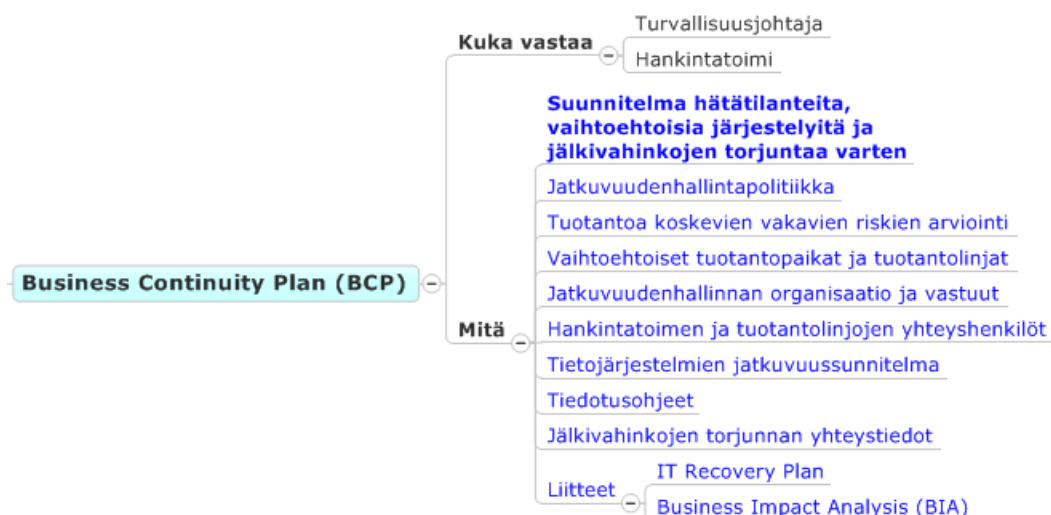 Business Continuity Plan (BCP)
Kuka vastaa
Turvallisuusjohtaja
Hankintatoimi
Mitä
Suunnitelma hätätilanteita,
vaihtoehtoisia järjestelyitä ja
jälkivahinkojen torjuntaa varten
Jatkuvuudenhallintapolitiikka
Tuotantoa koskevien vakavien riskien arviointi
Vaihtoehtoiset tuotantopaikat ja tuotantolinjat
Jatkuvuudenhallinnan organisaatio ja vastuut
Hankintatoimen ja tuotantolinjojen yhteyshenkilöt
Tietojärjestelmien jatkuvuussunnitelma
Tiedotusohjeet
Jälkivahinkojen torjunnan yhteystiedot
Liitteet
IT Recovery Plan
Business Impact Analysis (BIA)